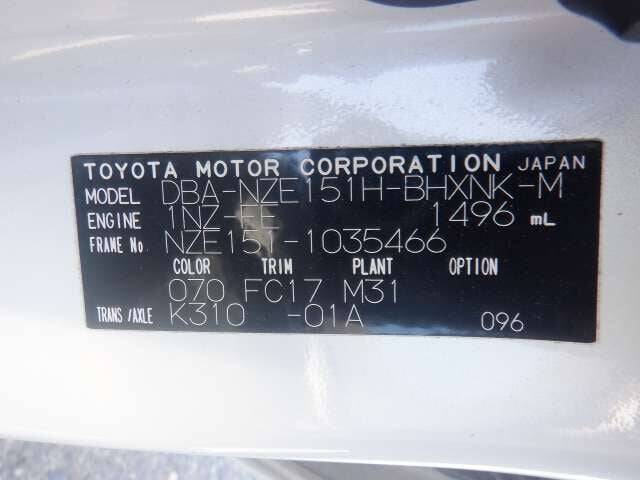 TOYOTA MOTOR CORPORATION JAPAN
MODEL DBA-NZE151H-BHXNK-M
ENGINE 1NZ-FE 1496 mL
FRAME No. NZE151-1035466
COLOR TRIM PLANT OPTION
070 FC17 M31
TRANS/AXLE K310 -01A 096